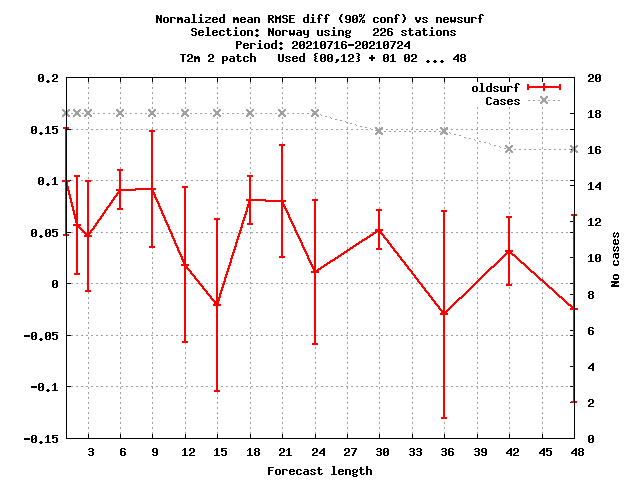 Normalized mean RMSE diff (90% conf) vs newsurf
Selection: Norway using   226 stations
Period: 20210716-20210724
T2m 2 patch   Used {00,12} + 01 02 ... 48
oldsurf
Cases
0.2
0.15
0.1
0.05
0
-0.05
-0.1
-0.15
20
18
16
14
12
10
8
6
4
2
0
No cases
3 6 9 12 15 18 21 24 27 30 33 36 39 42 45 48
Forecast length